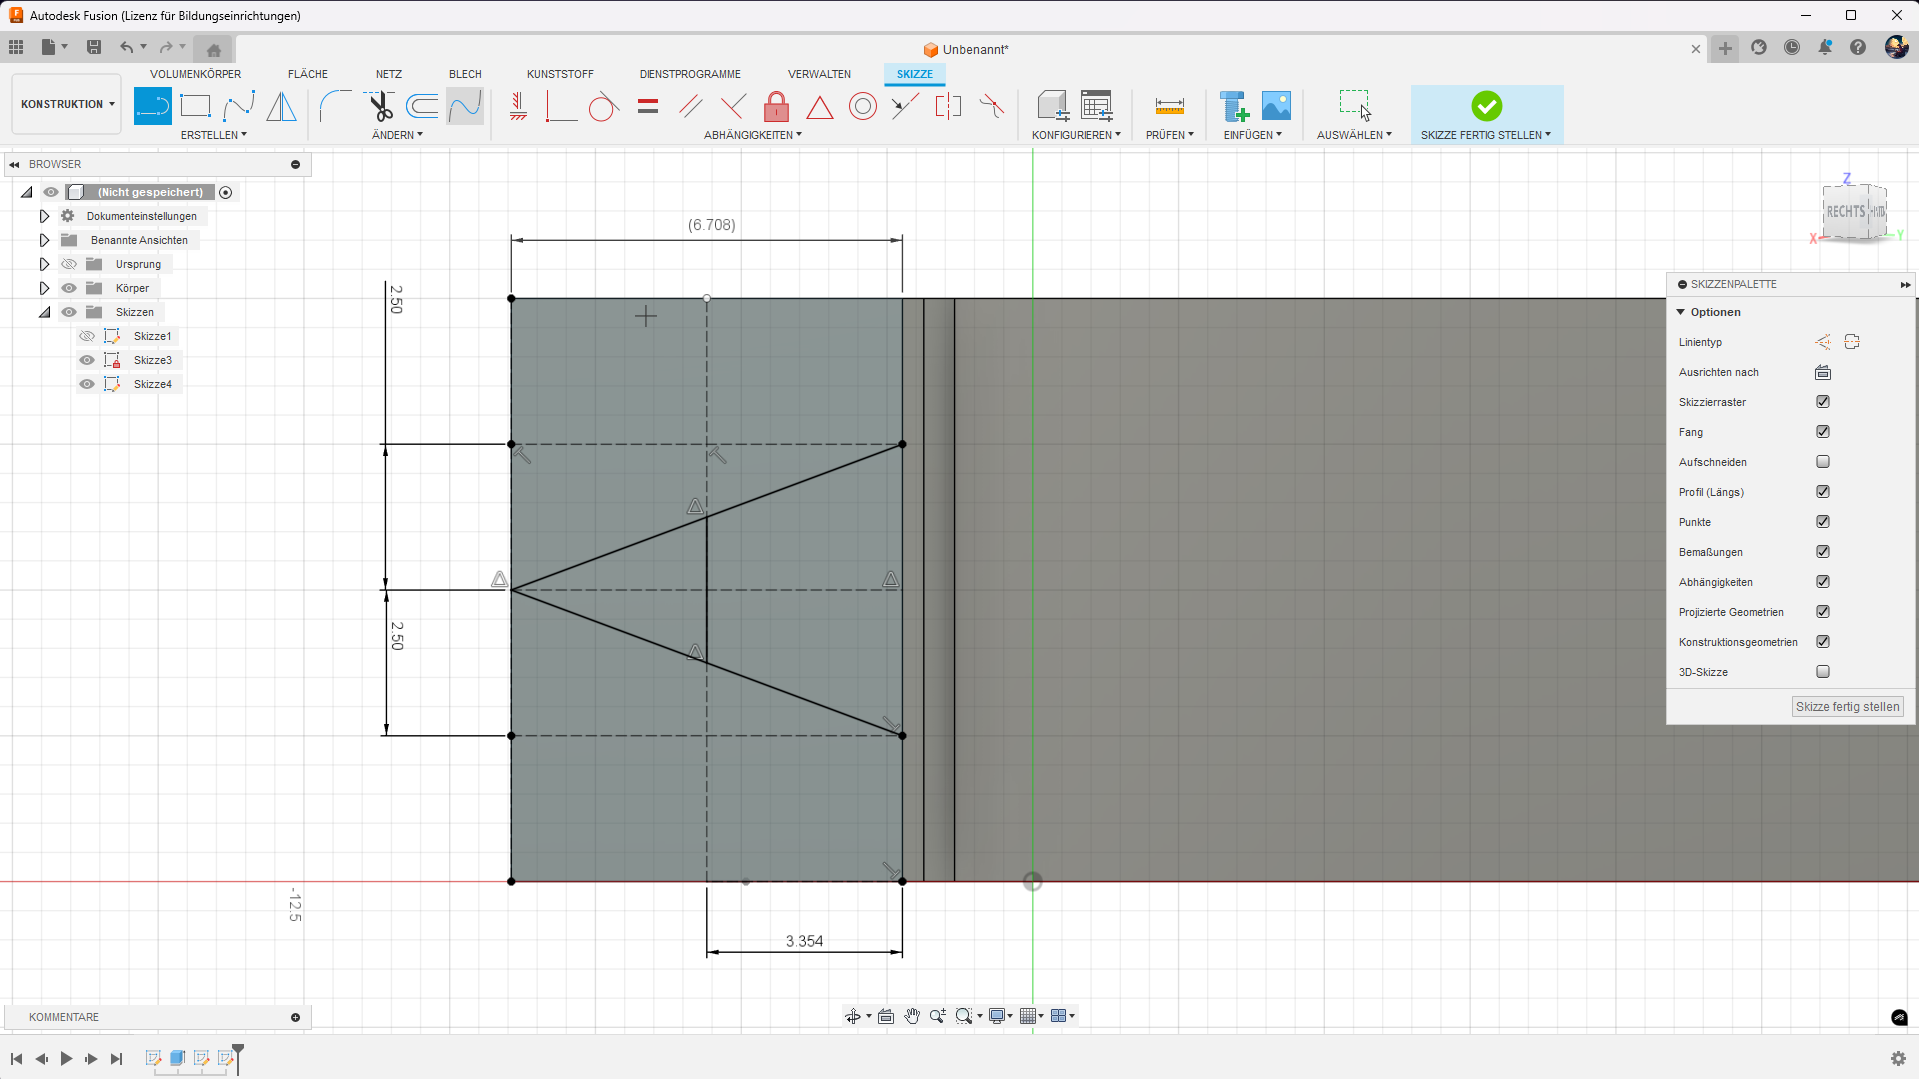 Autodesk Fusion (Lizenz für Bildungseinrichtungen)
Unbenannt*
VOLUMENKÖRPER FLÄCHE NETZ BLECH KUNSTSTOFF DIENSTPROGRAMME VERWALTEN SKIZZE
KONSTRUKTION
ERSTELLEN ÄNDERN ABHÄNGIGKEITEN KONFIGURIEREN PRÜFEN EINFÜGEN AUSWÄHLEN SKIZZE FERTIG STELLEN
BROWSER
(Nicht gespeichert)
Dokumenteinstellungen
Benannte Ansichten
Ursprung
Körper
Skizzen
Skizze1
Skizze3
Skizze4
(6.708)
2.50
2.50
3.354
-12.5
Z
RECHTS
X
Y
SKIZZENPALETTE
Optionen
Linientyp
Ausrichten nach
Skizzierraster
Fang
Aufschneiden
Profil (Längs)
Punkte
Bemaßungen
Abhängigkeiten
Projizierte Geometrien
Konstruktionsgeometrien
3D-Skizze
Skizze fertig stellen
KOMMENTARE